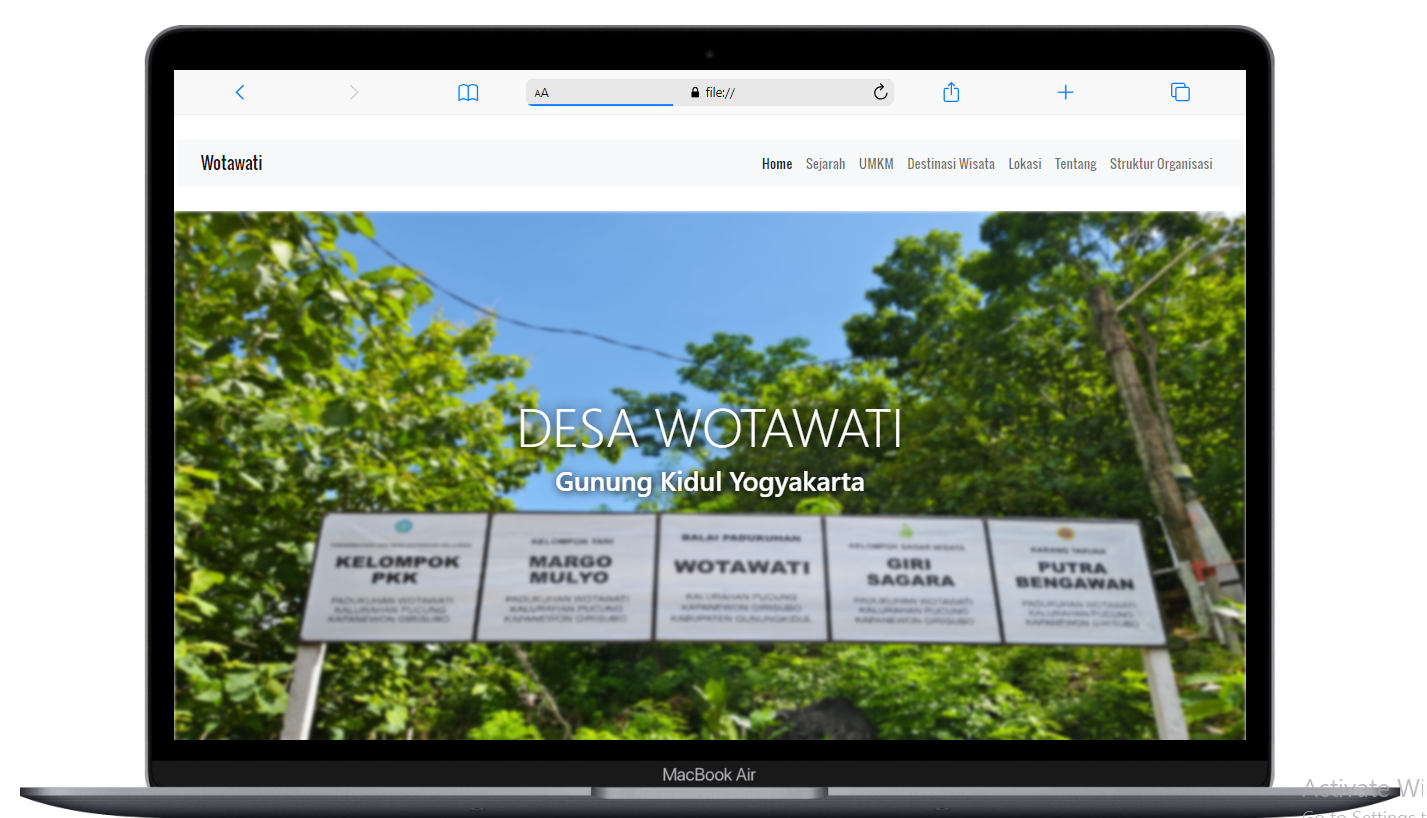 AA
file://
Wotawati
Home Sejarah UMKM Destinasi Wisata Lokasi Tentang Struktur Organisasi
DESA WOTAWATI
Gunung Kidul Yogyakarta
KELOMPOK
PKK
PADUKUHAN WOTAWATI
KALURAHAN PUCUNG
KAPANEWON GIRISUBO
KELOMPOK TANI
MARGO
MULYO
PADUKUHAN WOTAWATI
KALURAHAN PUCUNG
KAPANEWON GIRISUBO
BALAI PADUKUHAN
WOTAWATI
KALURAHAN PUCUNG
KAPANEWON GIRISUBO
KABUPATEN GUNUNGKIDUL
KELOMPOK SADAR WISATA
GIRI
SAGARA
PADUKUHAN WOTAWATI
KALURAHAN PUCUNG
KAPANEWON GIRISUBO
KARANG TARUNA
PUTRA
BENGAWAN
PADUKUHAN WOTAWATI
KALURAHAN PUCUNG
KAPANEWON GIRISUBO
MacBook Air
Activate Wi
Go to Settings t